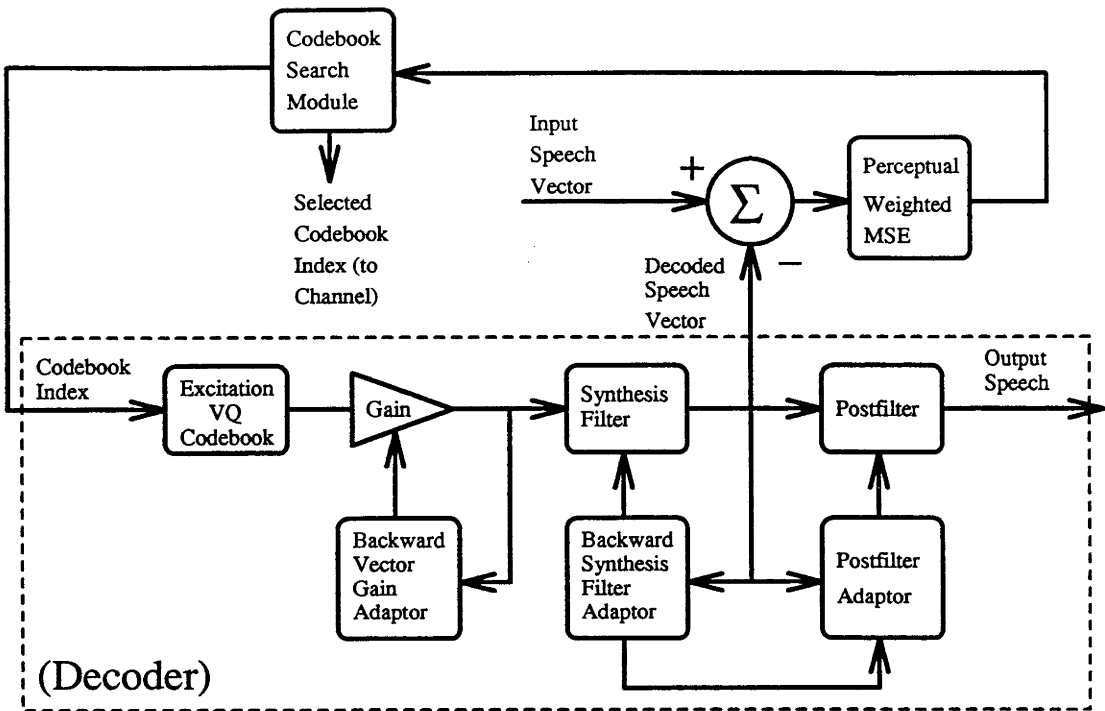 Codebook
Search
Module
Input
Speech
Vector
+
Σ
Perceptual
Weighted
MSE
Selected
Codebook
Index (to
Channel)
Decoded
Speech
Vector
−
Codebook
Index
Excitation
VQ
Codebook
Gain
Synthesis
Filter
Postfilter
Output
Speech
Backward
Vector
Gain
Adaptor
Backward
Synthesis
Filter
Adaptor
Postfilter
Adaptor
(Decoder)